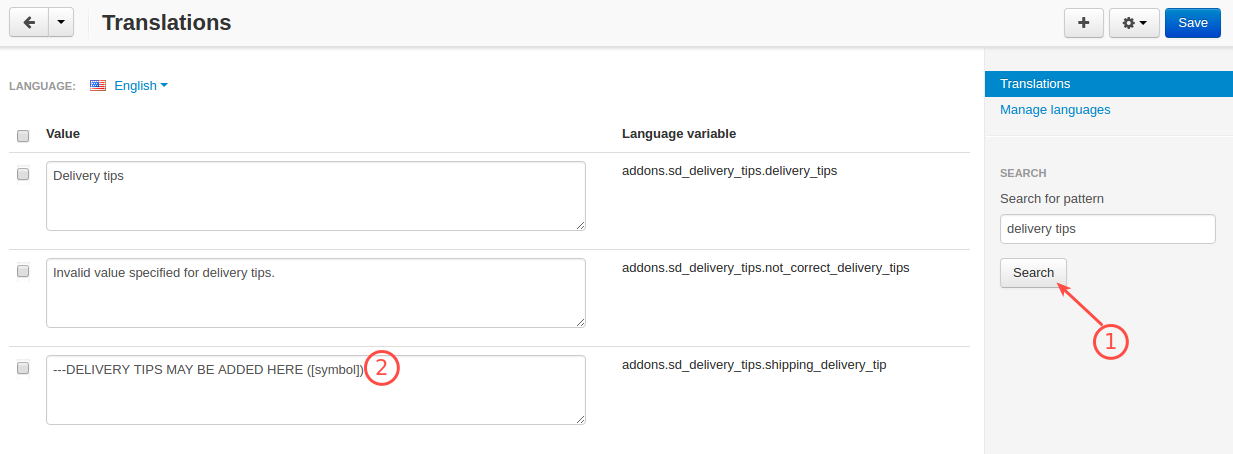 Translations
Save
LANGUAGE: English
Value Language variable
Delivery tips addons.sd_delivery_tips.delivery_tips
Invalid value specified for delivery tips. addons.sd_delivery_tips.not_correct_delivery_tips
---DELIVERY TIPS MAY BE ADDED HERE ([symbol]) 2 addons.sd_delivery_tips.shipping_delivery_tip
Translations
Manage languages
SEARCH
Search for pattern
delivery tips
Search
1